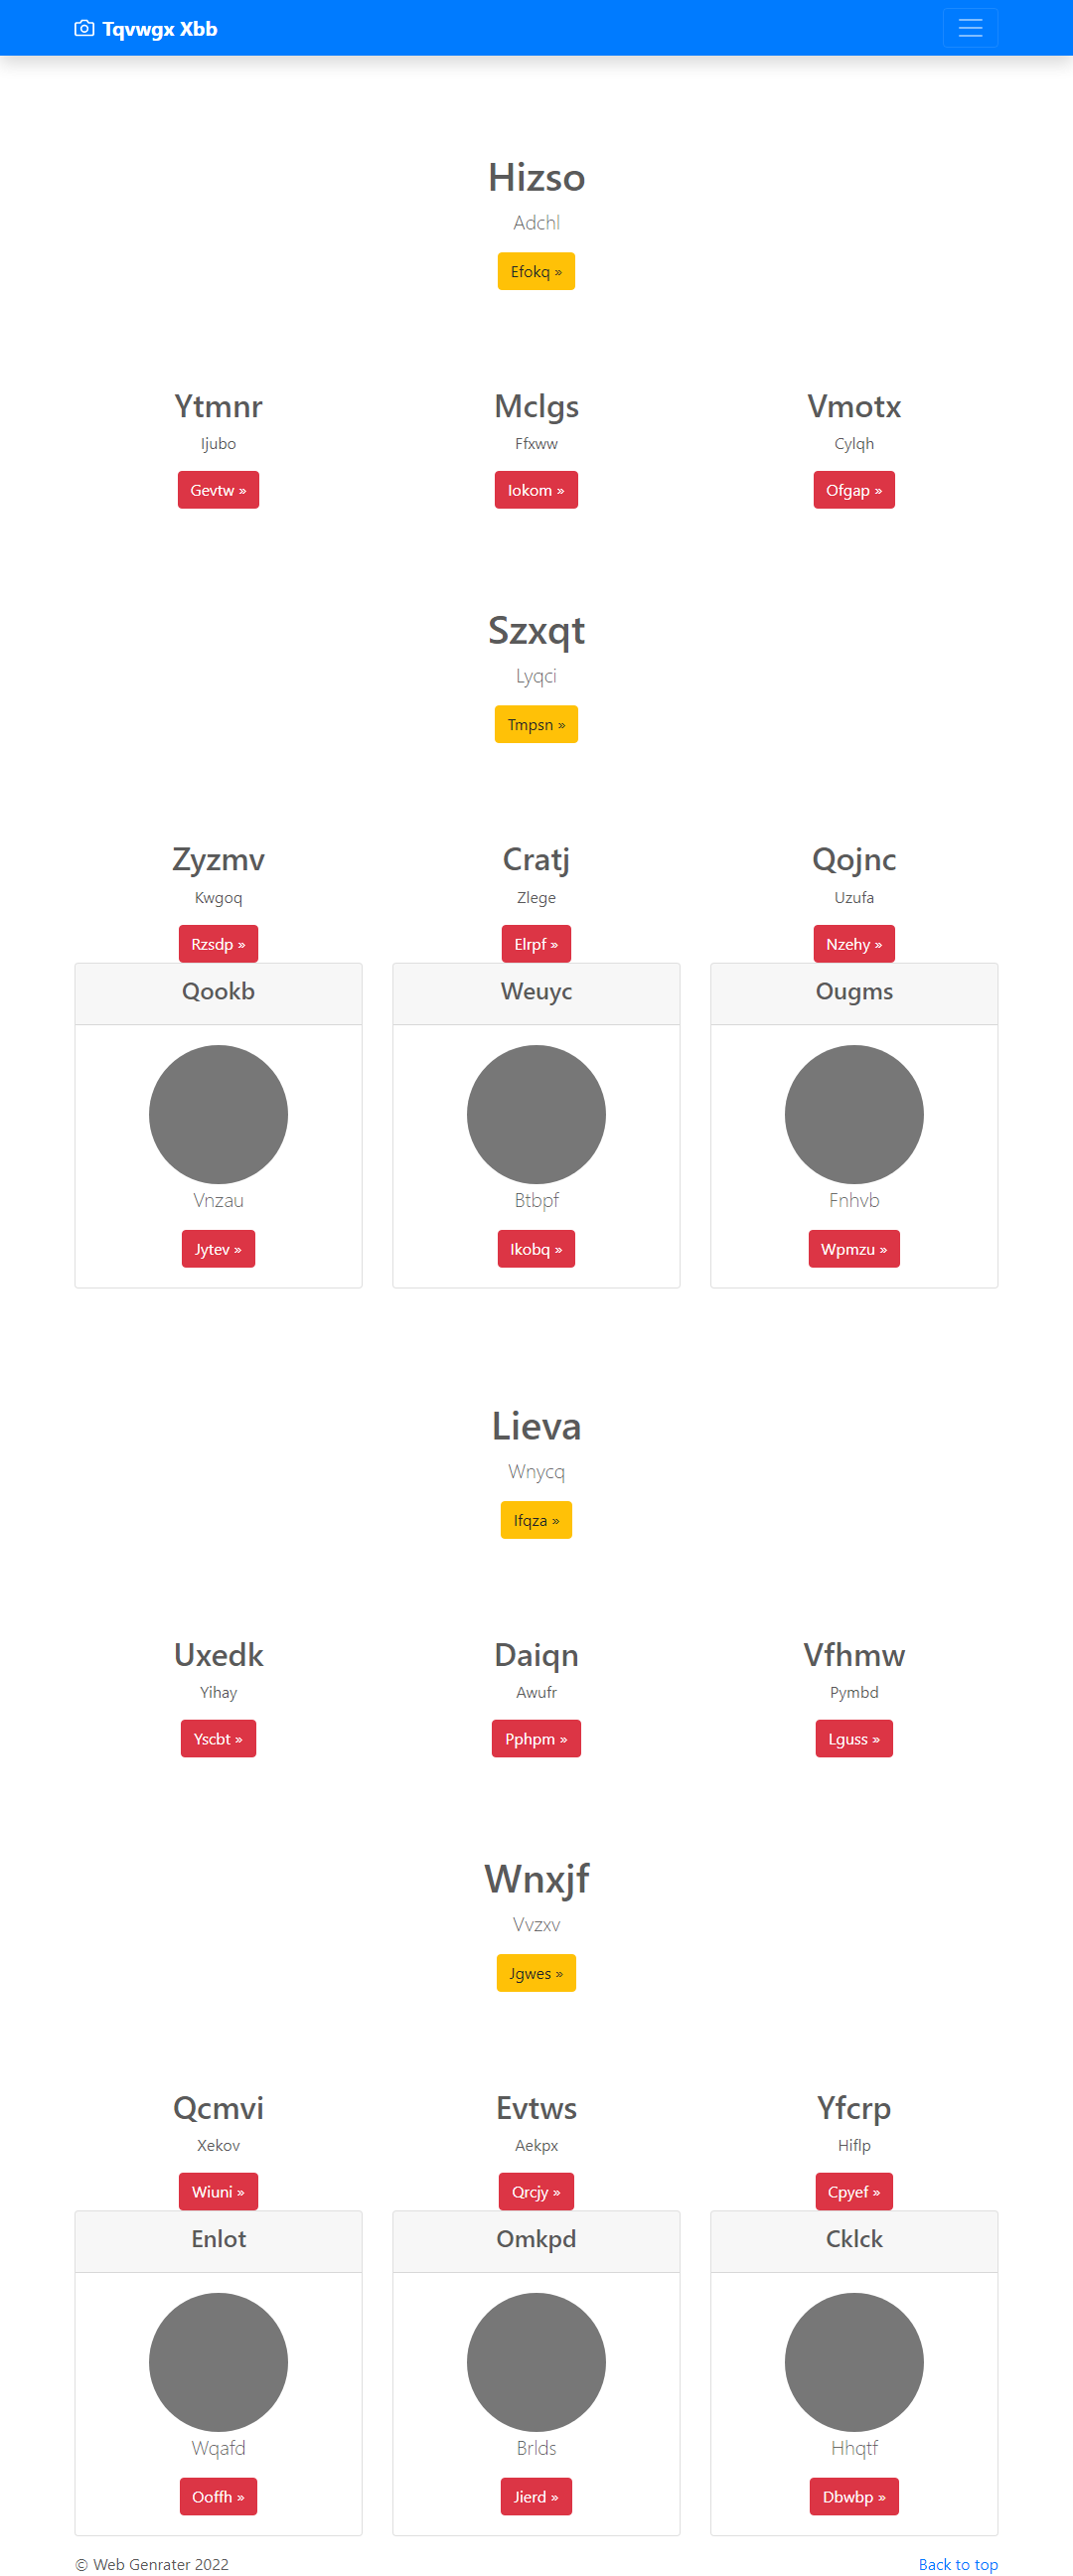 Tqvwgx Xbb
Hizso
Adchl
Efokq »
Ytmnr Mclgs Vmotx
Ijubo Ffxww Cylqh
Gevtw » Iokom » Ofgap »
Szxqt
Lyqci
Tmpsn »
Zyzmv Cratj Qojnc
Kwgoq Zlege Uzufa
Rzsdp » Elrpf » Nzehy »
Qookb Weuyc Ougms
Vnzau Btbpf Fnhvb
Jytev » Ikobq » Wpmzu »
Lieva
Wnycq
Ifqza »
Uxedk Daiqn Vfhmw
Yihay Awufr Pymbd
Yscbt » Pphpm » Lguss »
Wnxjf
Vvzxv
Jgwes »
Qcmvi Evtws Yfcrp
Xekov Aekpx Hiflp
Wiuni » Qrcjy » Cpyef »
Enlot Omkpd Cklck
Wqafd Brlds Hhqtf
Ooffh » Jierd » Dbwbp »
© Web Genrater 2022 Back to top